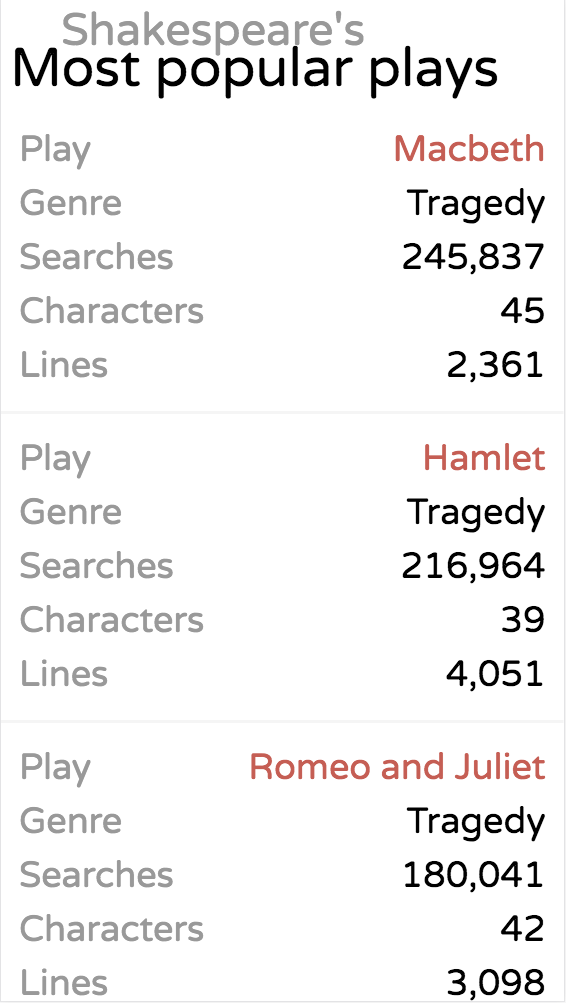 Shakespeare's
Most popular plays
Play Macbeth
Genre Tragedy
Searches 245,837
Characters 45
Lines 2,361
Play Hamlet
Genre Tragedy
Searches 216,964
Characters 39
Lines 4,051
Play Romeo and Juliet
Genre Tragedy
Searches 180,041
Characters 42
Lines 3,098